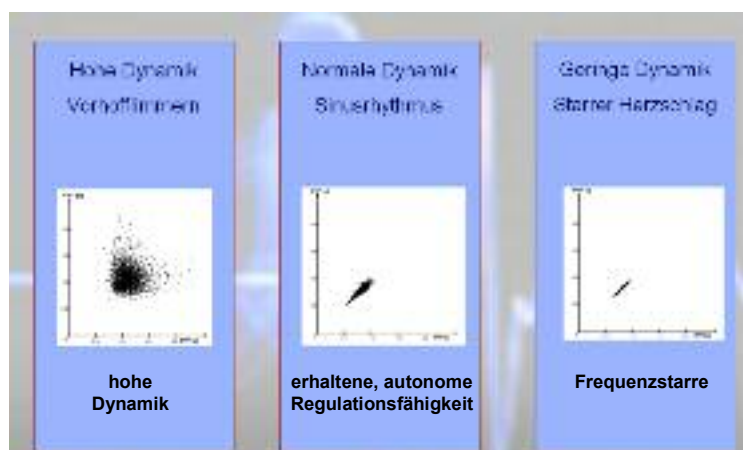 Hohe Dynamik
Vorhofflimmern
hohe
Dynamik
Normale Dynamik
Sinusrhythmus
erhaltene, autonome
Regulationsfähigkeit
Geringe Dynamik
Starrer Herzschlag
Frequenzstarre